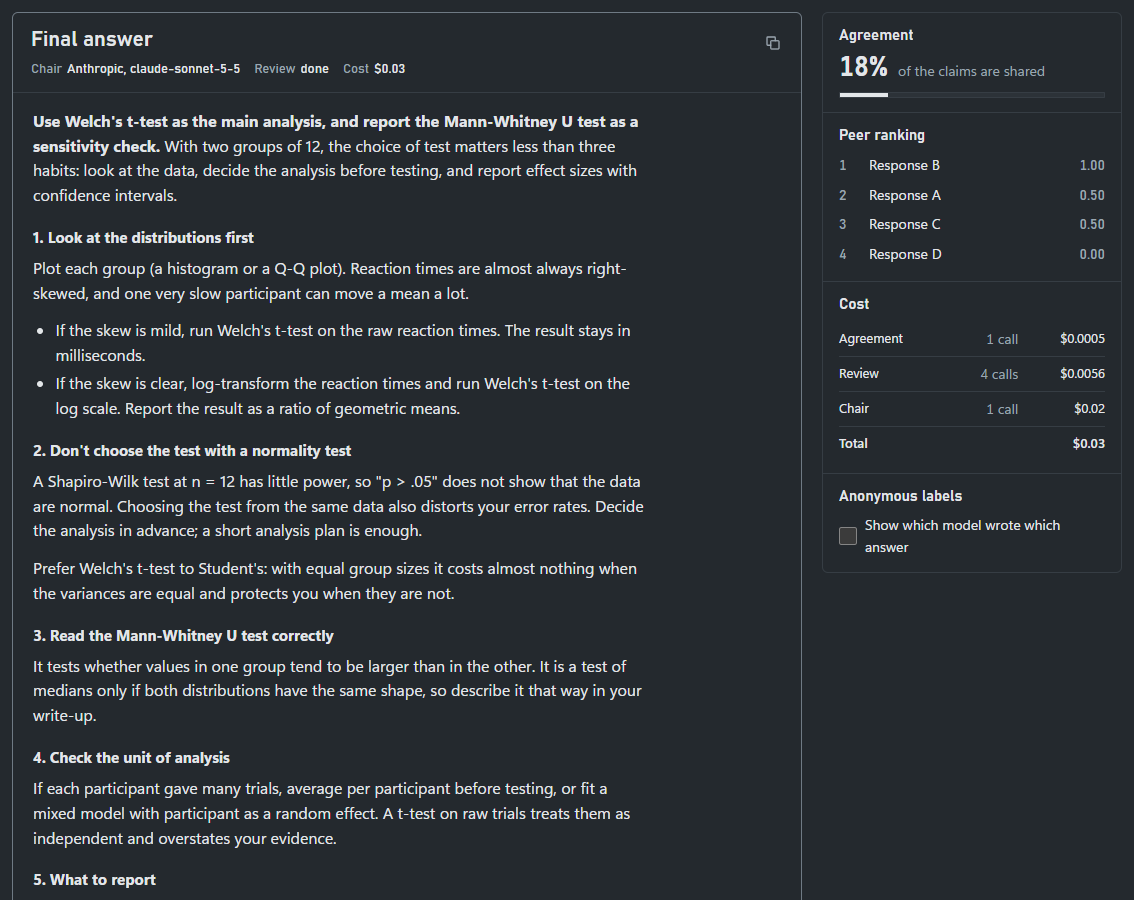 Final answer
Chair Anthropic, claude-sonnet-5-5 Review done Cost $0.03
Use Welch's t-test as the main analysis, and report the Mann-Whitney U test as a
sensitivity check. With two groups of 12, the choice of test matters less than three
habits: look at the data, decide the analysis before testing, and report effect sizes with
confidence intervals.
1. Look at the distributions first
Plot each group (a histogram or a Q-Q plot). Reaction times are almost always right-
skewed, and one very slow participant can move a mean a lot.
• If the skew is mild, run Welch's t-test on the raw reaction times. The result stays in
milliseconds.
• If the skew is clear, log-transform the reaction times and run Welch's t-test on the
log scale. Report the result as a ratio of geometric means.
2. Don't choose the test with a normality test
A Shapiro-Wilk test at n = 12 has little power, so "p > .05" does not show that the data
are normal. Choosing the test from the same data also distorts your error rates. Decide
the analysis in advance; a short analysis plan is enough.
Prefer Welch's t-test to Student's: with equal group sizes it costs almost nothing when
the variances are equal and protects you when they are not.
3. Read the Mann-Whitney U test correctly
It tests whether values in one group tend to be larger than in the other. It is a test of
medians only if both distributions have the same shape, so describe it that way in your
write-up.
4. Check the unit of analysis
If each participant gave many trials, average per participant before testing, or fit a
mixed model with participant as a random effect. A t-test on raw trials treats them as
independent and overstates your evidence.
5. What to report
Agreement
18% of the claims are shared
Peer ranking
1 Response B 1.00
2 Response A 0.50
3 Response C 0.50
4 Response D 0.00
Cost
Agreement 1 call $0.0005
Review 4 calls $0.0056
Chair 1 call $0.02
Total $0.03
Anonymous labels
Show which model wrote which
answer